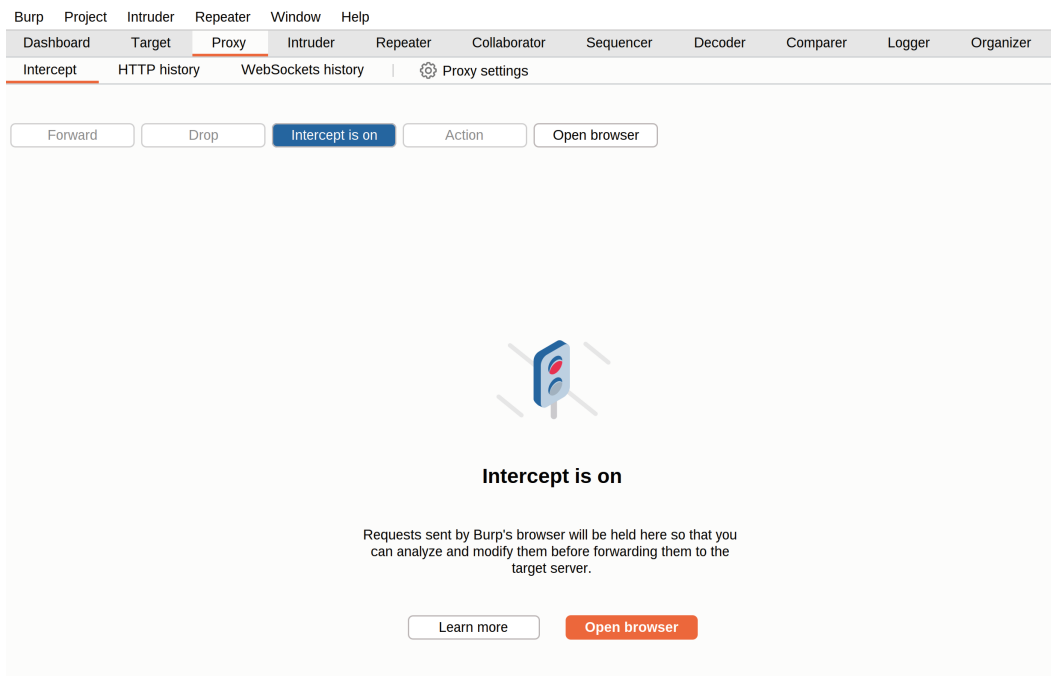 Burp Project Intruder Repeater Window Help
Dashboard Target Proxy Intruder Repeater Collaborator Sequencer Decoder Comparer Logger Organizer
Intercept HTTP history WebSockets history Proxy settings
Forward Drop Intercept is on Action Open browser
Intercept is on
Requests sent by Burp's browser will be held here so that you
can analyze and modify them before forwarding them to the
target server.
Learn more Open browser